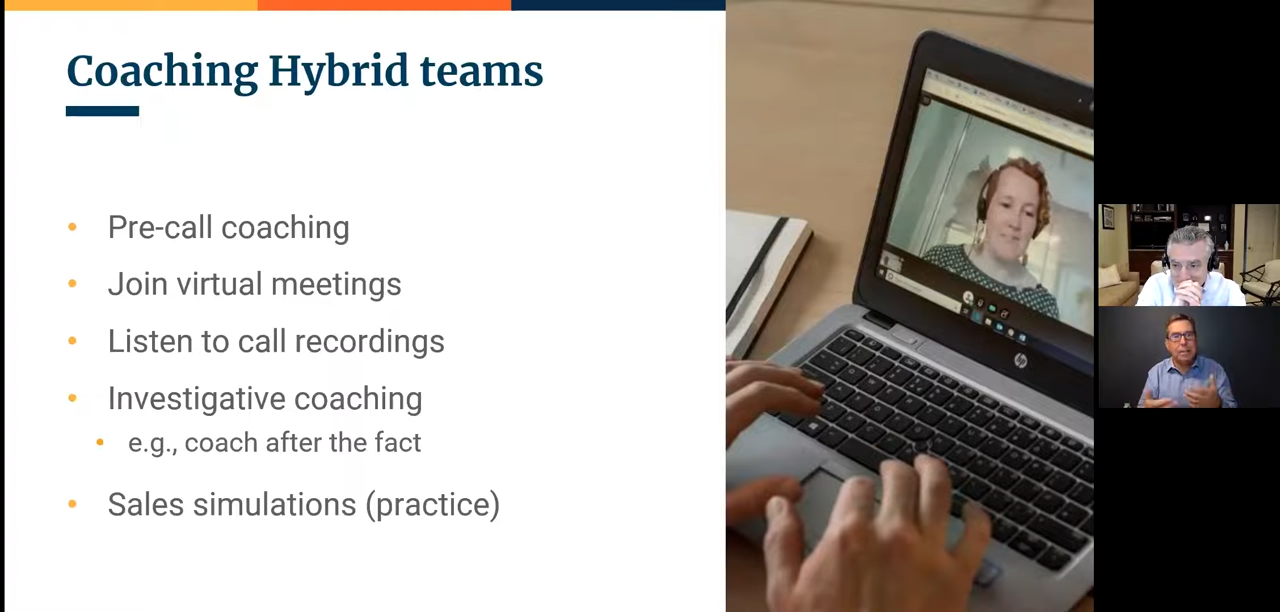 Coaching Hybrid teams
Pre-call coaching
Join virtual meetings
Listen to call recordings
Investigative coaching
e.g., coach after the fact
Sales simulations (practice)
hp